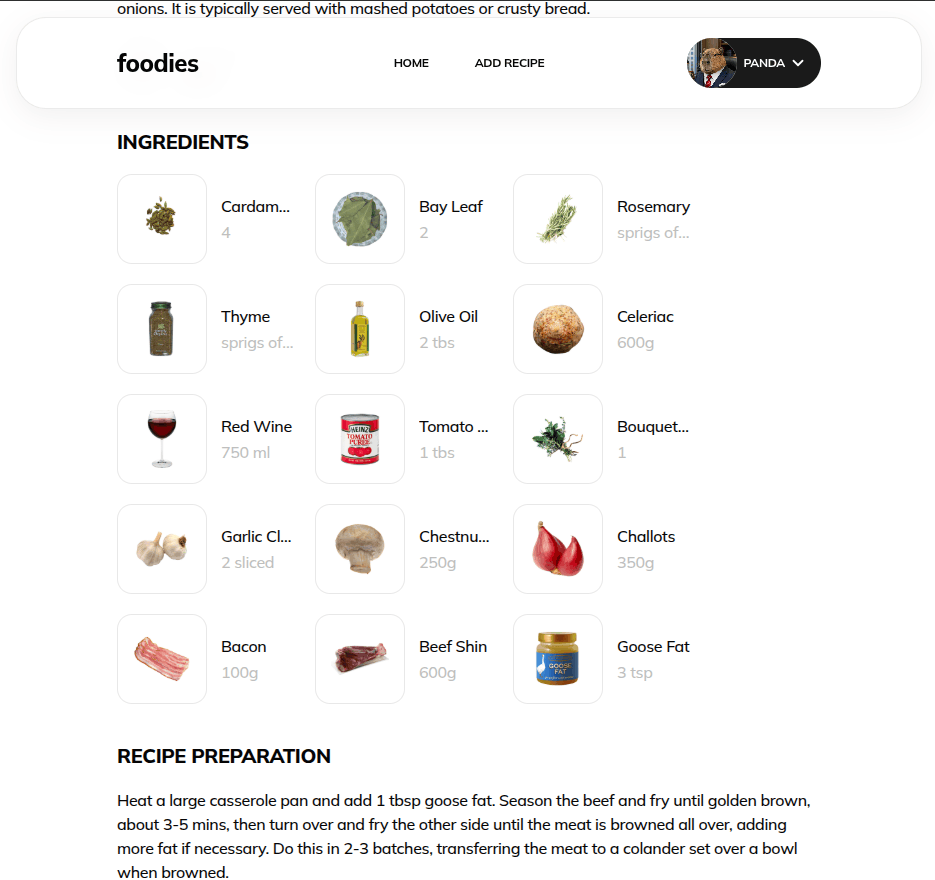 onions. It is typically served with mashed potatoes or crusty bread.
foodies
HOME
ADD RECIPE
PANDA
INGREDIENTS
Cardam...
4
Bay Leaf
2
Rosemary
sprigs of...
Thyme
sprigs of...
Olive Oil
2 tbs
Celeriac
600g
Red Wine
750 ml
HEINZ
TOMATO
PUREE
Tomato ...
1 tbs
Bouquet...
1
Garlic Cl...
2 sliced
Chestnu...
250g
Challots
350g
Bacon
100g
Beef Shin
600g
GOOSE
FAT
Goose Fat
3 tsp
RECIPE PREPARATION
Heat a large casserole pan and add 1 tbsp goose fat. Season the beef and fry until golden brown,
about 3-5 mins, then turn over and fry the other side until the meat is browned all over, adding
more fat if necessary. Do this in 2-3 batches, transferring the meat to a colander set over a bowl
when browned.